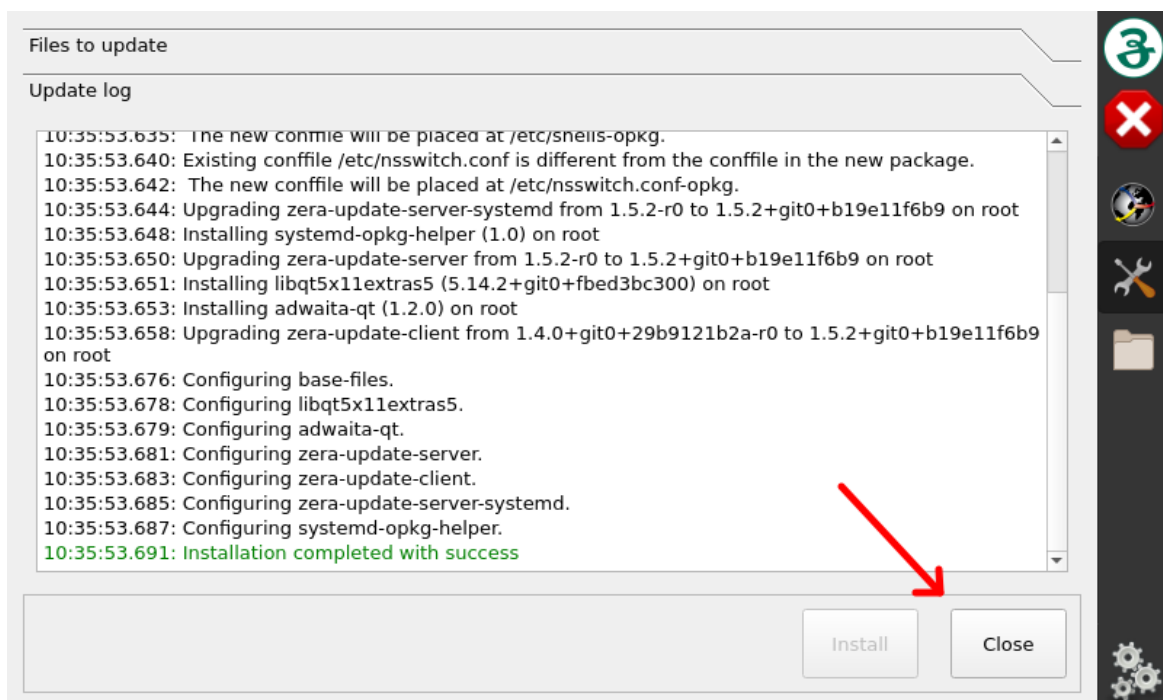 Files to update
Update log
10:35:53.635:  The new conffile will be placed at /etc/shells-opkg.
10:35:53.640: Existing conffile /etc/nsswitch.conf is different from the conffile in the new package.
10:35:53.642:  The new conffile will be placed at /etc/nsswitch.conf-opkg.
10:35:53.644: Upgrading zera-update-server-systemd from 1.5.2-r0 to 1.5.2+git0+b19e11f6b9 on root
10:35:53.648: Installing systemd-opkg-helper (1.0) on root
10:35:53.650: Upgrading zera-update-server from 1.5.2-r0 to 1.5.2+git0+b19e11f6b9 on root
10:35:53.651: Installing libqt5x11extras5 (5.14.2+git0+fbed3bc300) on root
10:35:53.653: Installing adwaita-qt (1.2.0) on root
10:35:53.658: Upgrading zera-update-client from 1.4.0+git0+29b9121b2a-r0 to 1.5.2+git0+b19e11f6b9
on root
10:35:53.676: Configuring base-files.
10:35:53.678: Configuring libqt5x11extras5.
10:35:53.679: Configuring adwaita-qt.
10:35:53.681: Configuring zera-update-server.
10:35:53.683: Configuring zera-update-client.
10:35:53.685: Configuring zera-update-server-systemd.
10:35:53.687: Configuring systemd-opkg-helper.
10:35:53.691: Installation completed with success
Install
Close